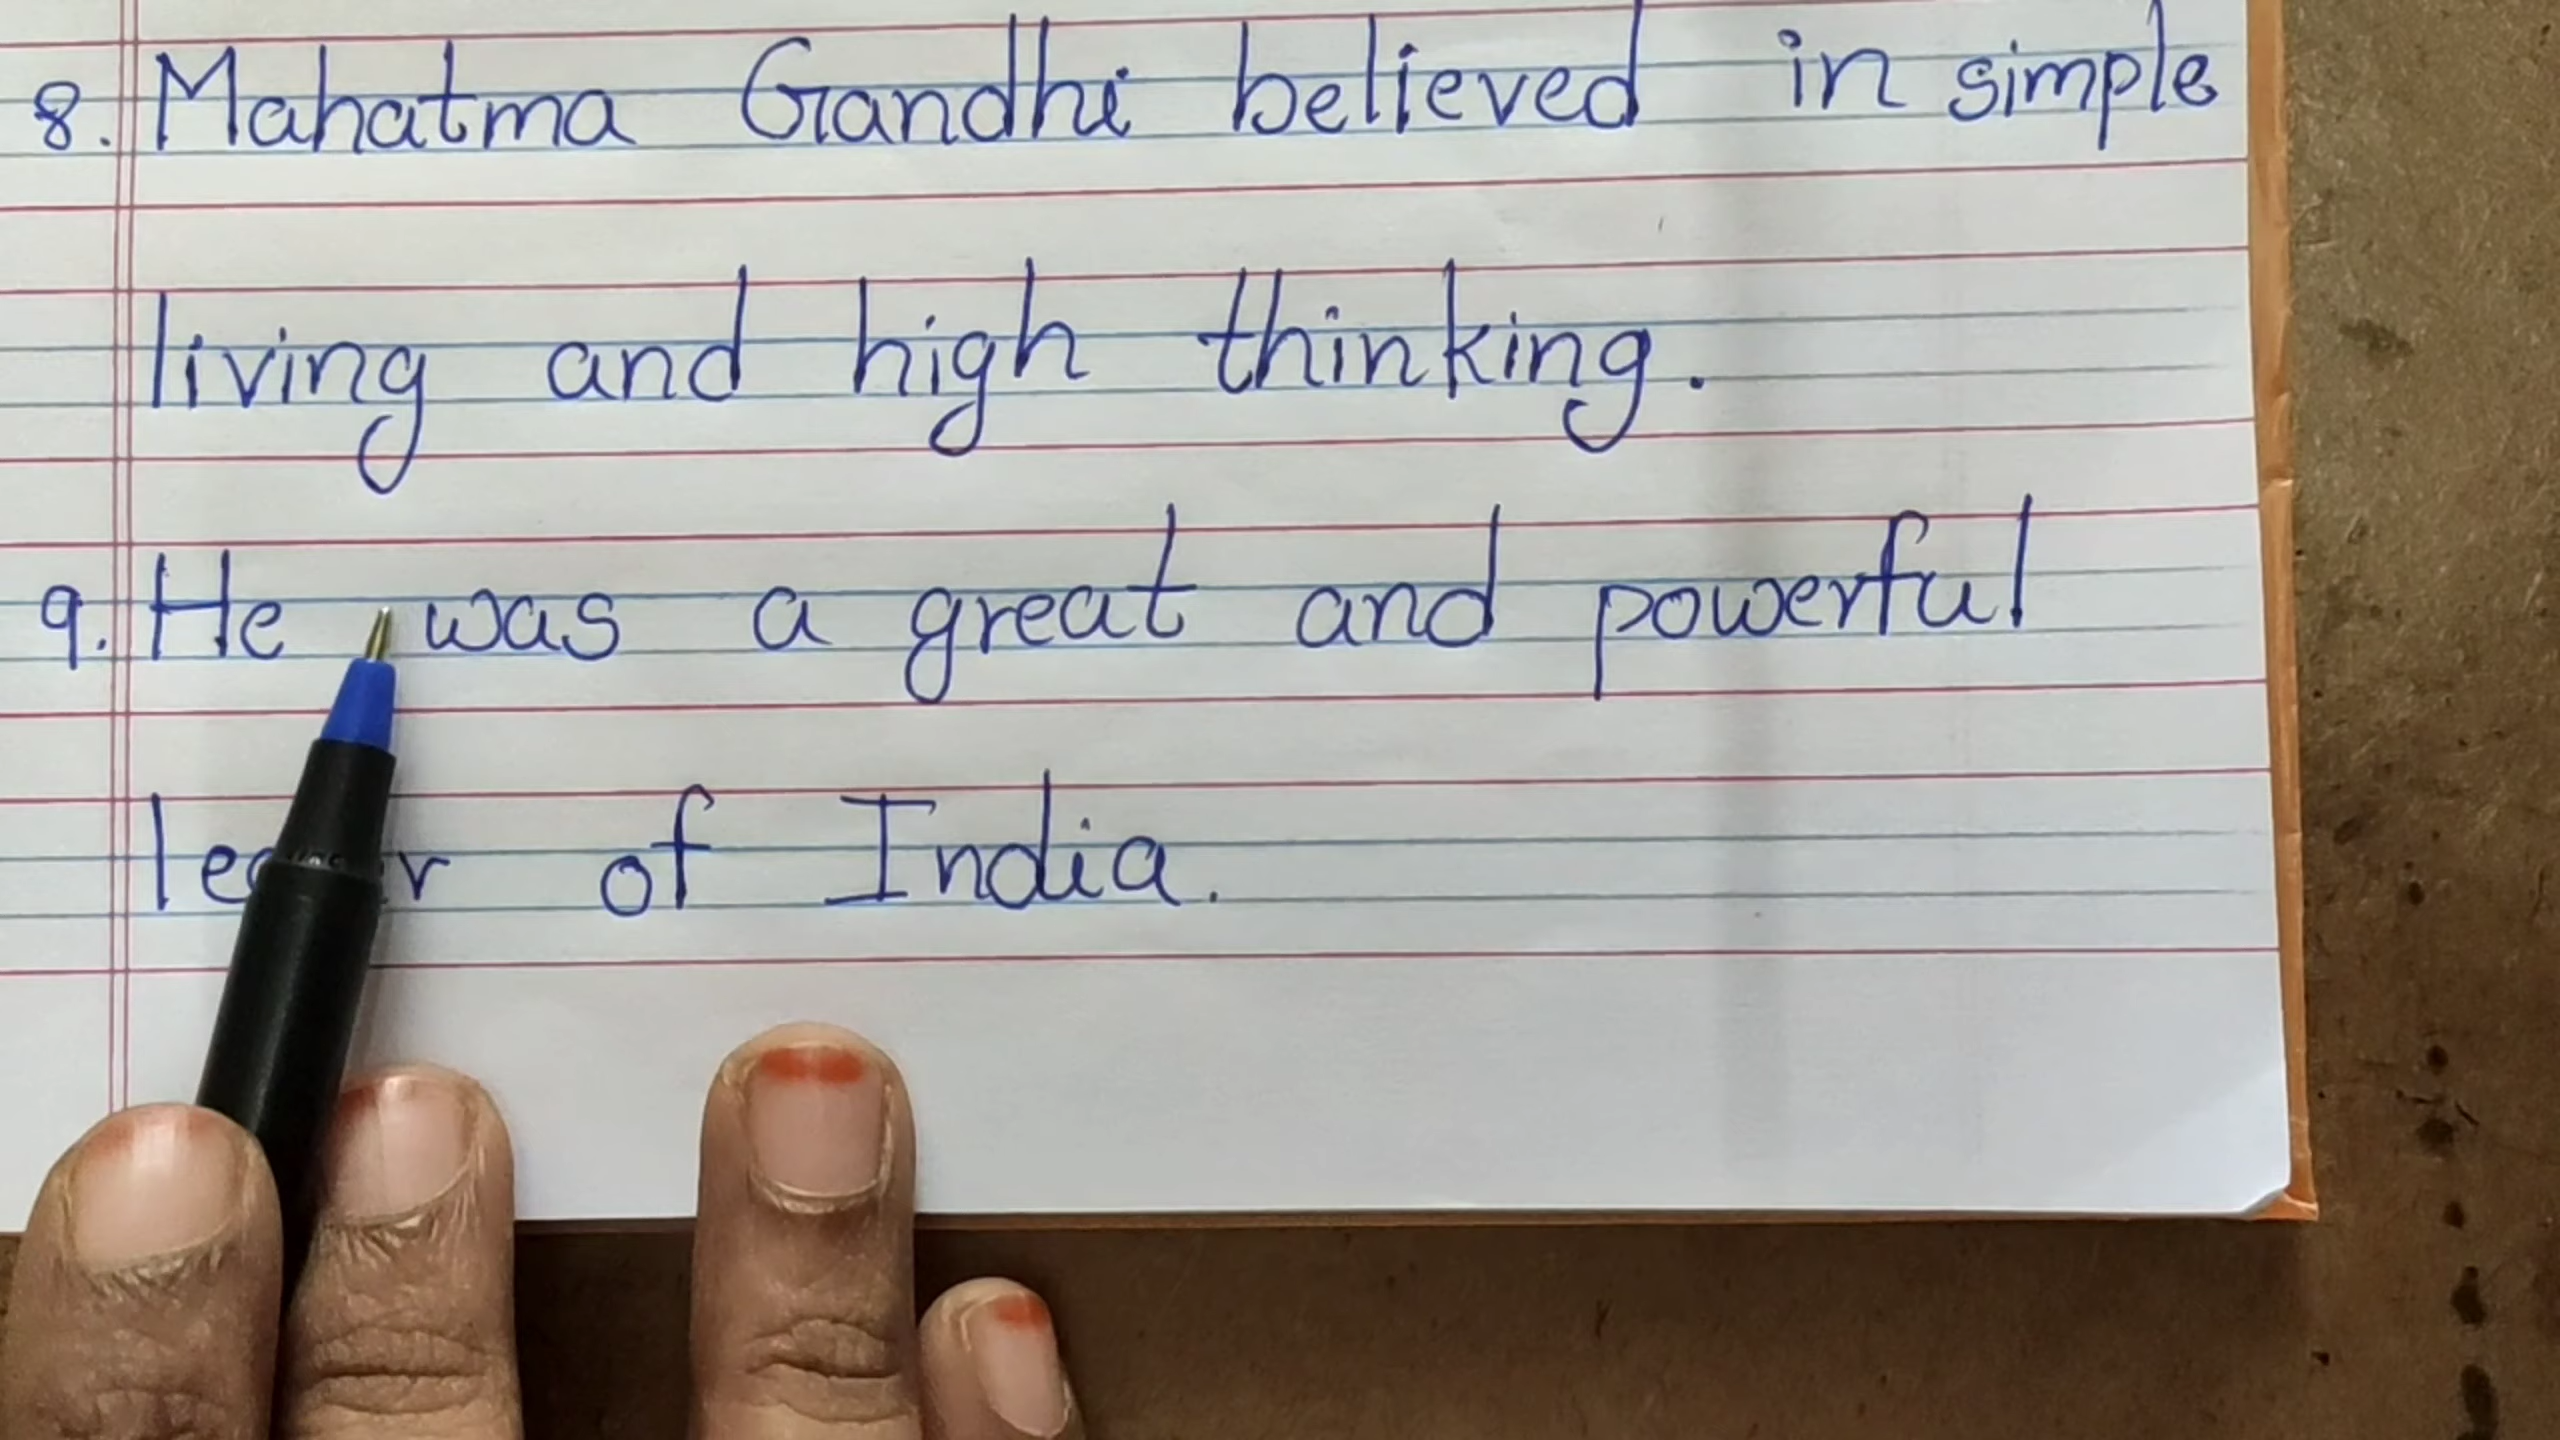 8. Mahatma Gandhi believed in simple
living and high thinking.
9. He was a great and powerful
of India.